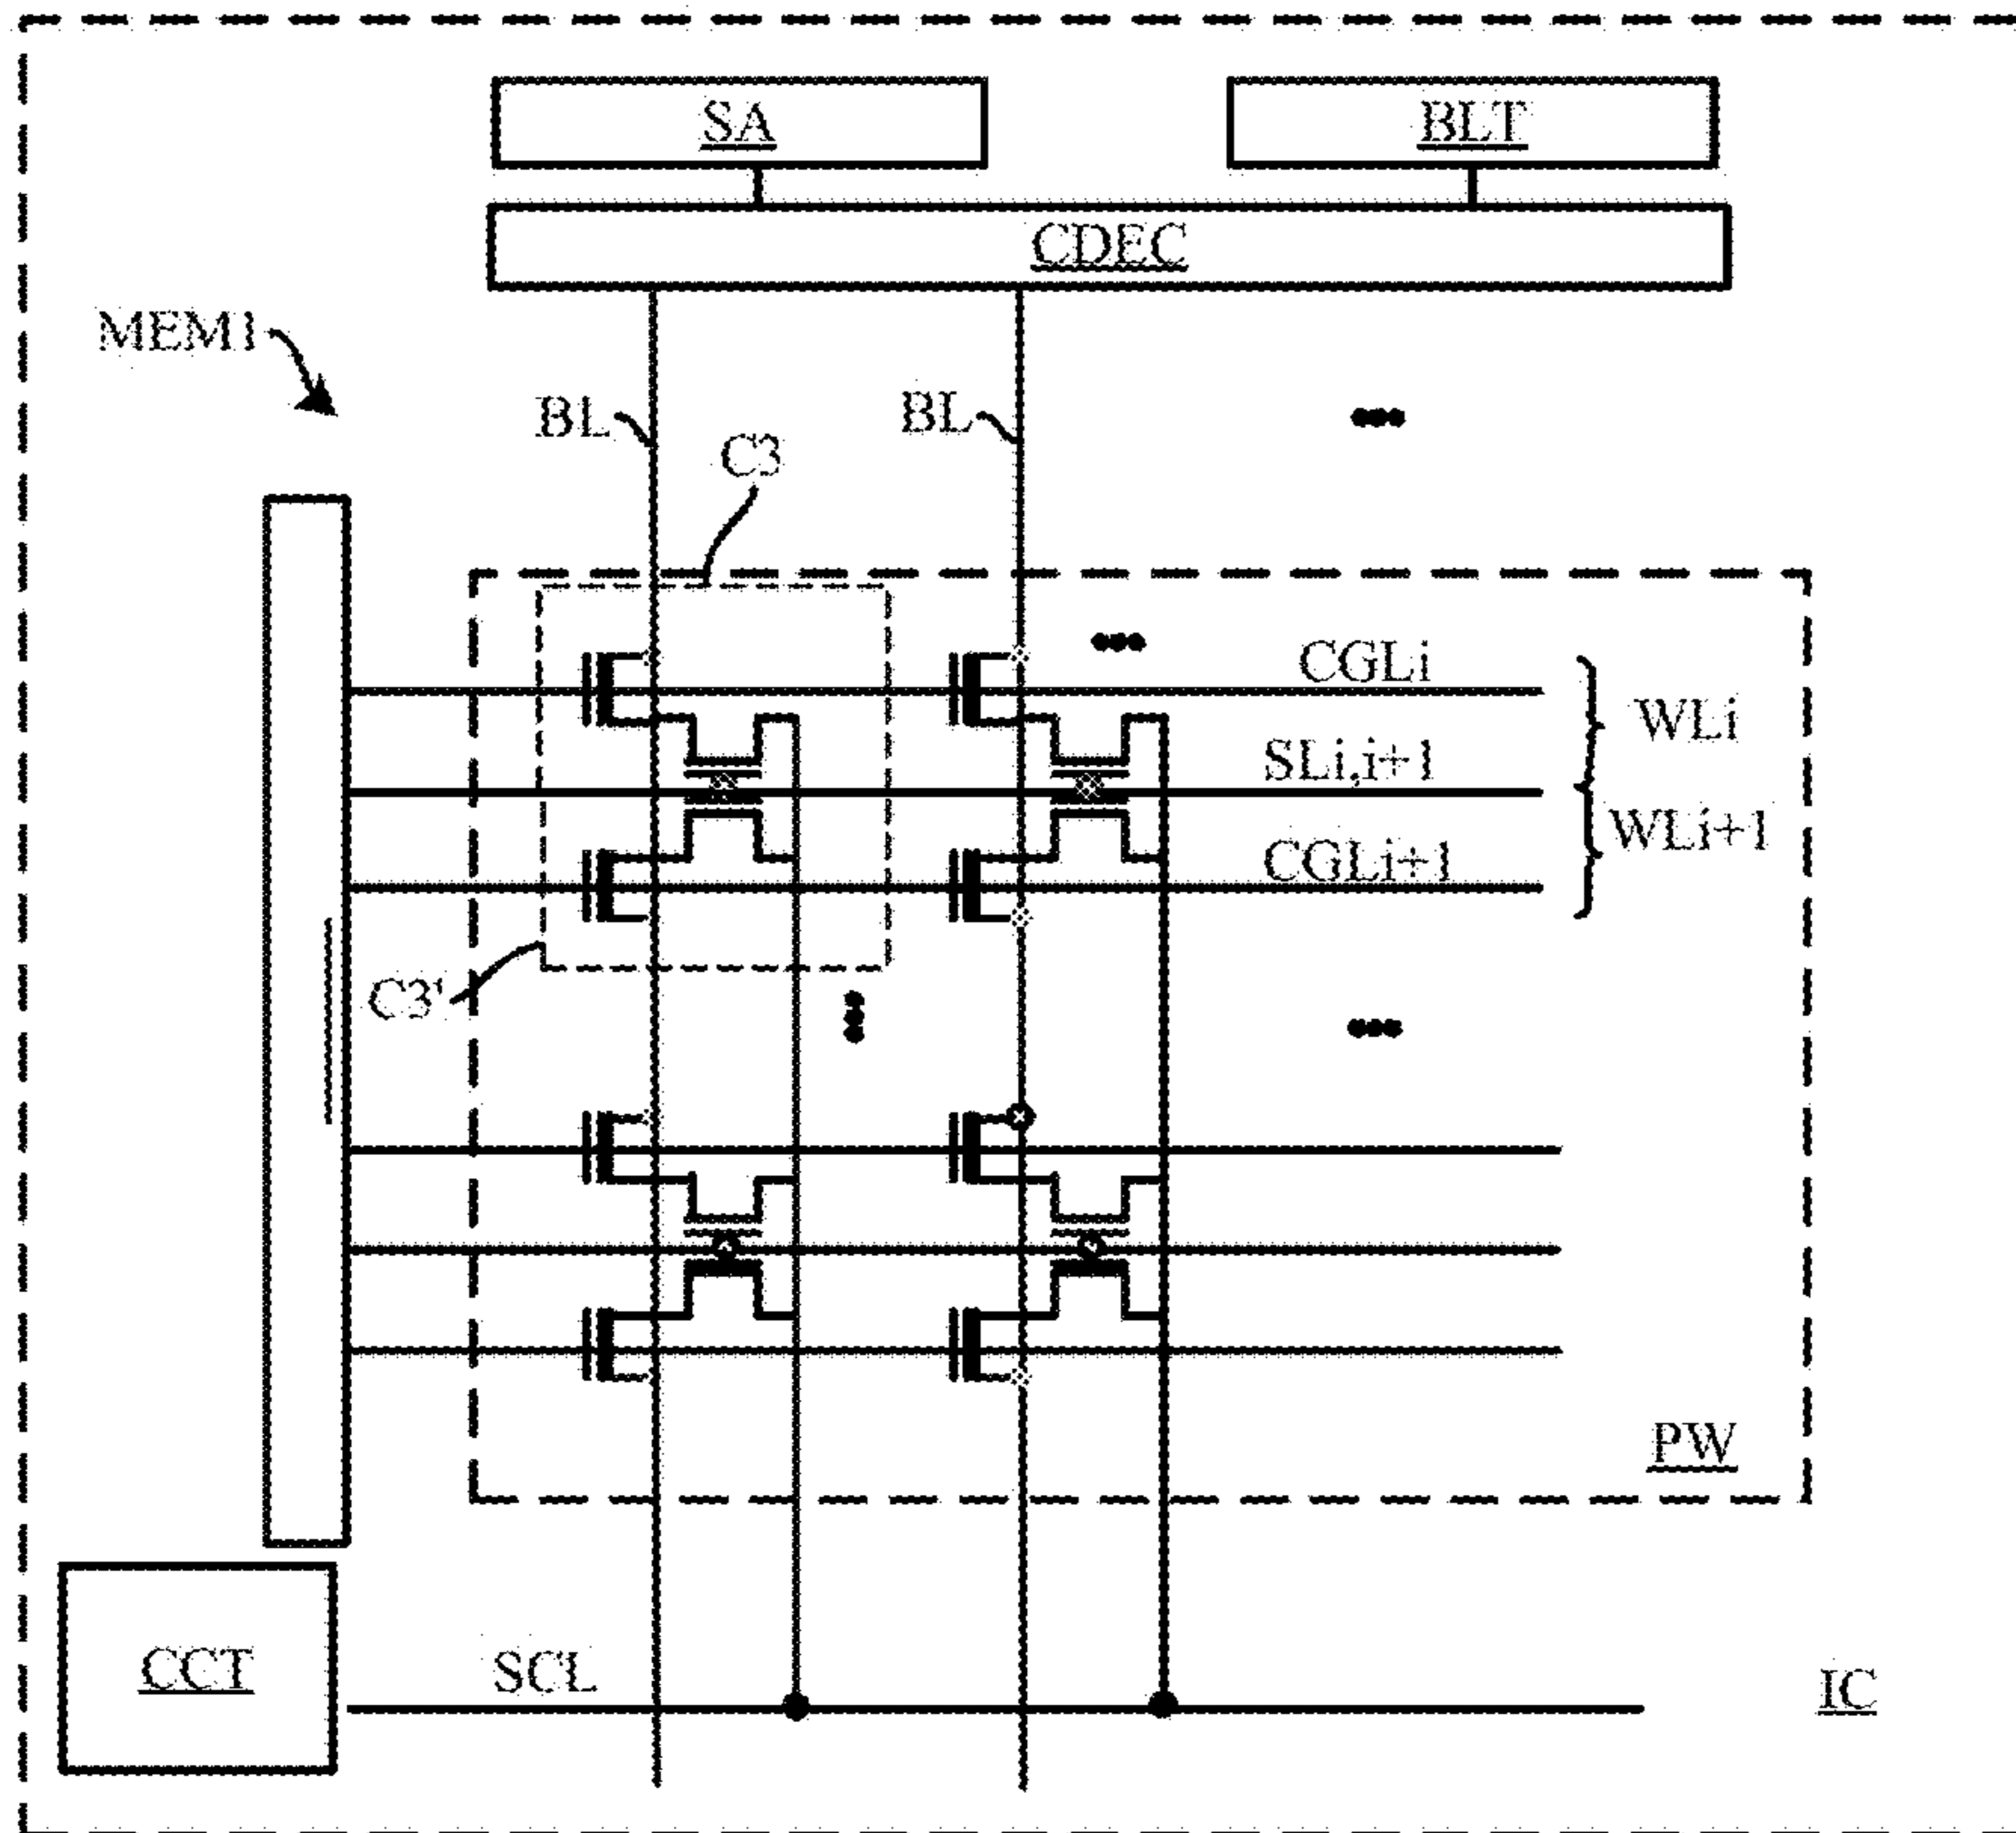 SA
BLT
CDEC
MEM1
BL
BL
C3
CGLi
WLi
SLi,i+1
WLi+1
CGLi+1
C3'
PW
CCT
SCL
IC